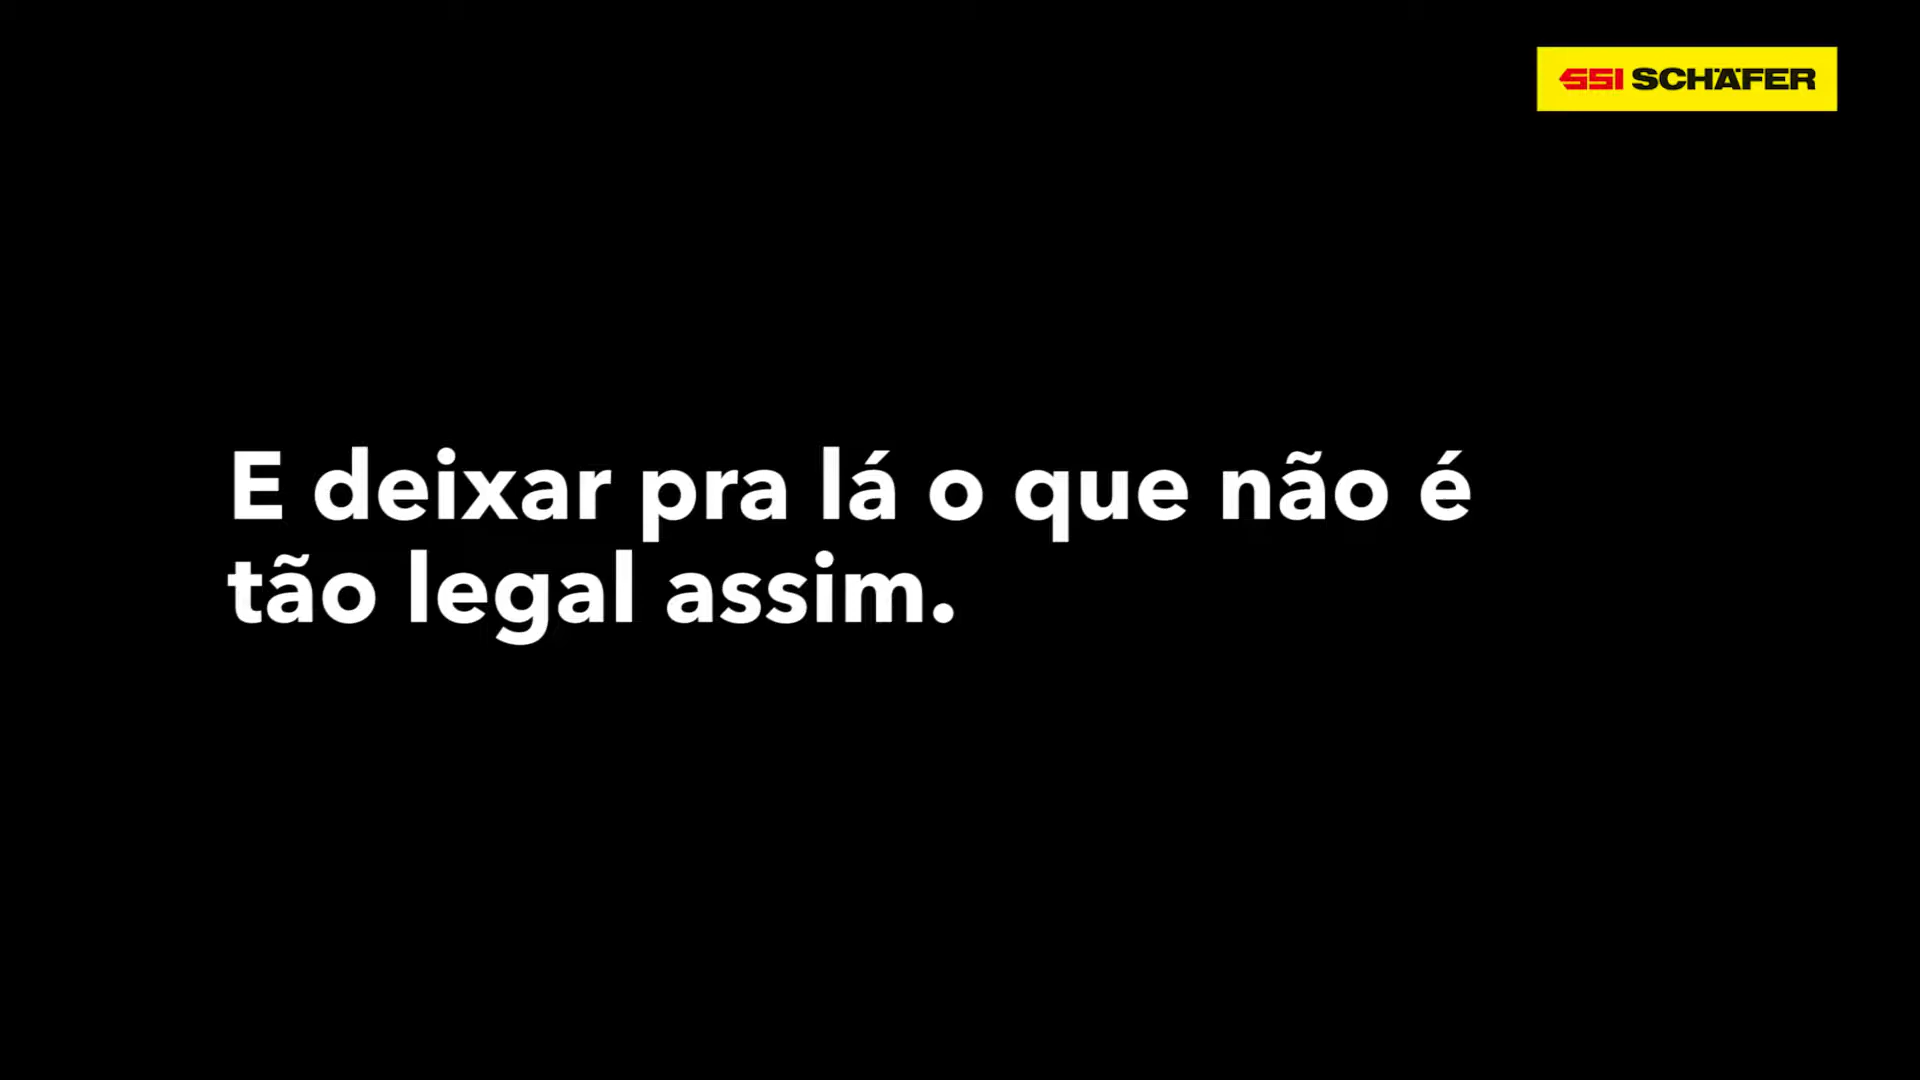 SSI SCHÄFER
E deixar pra lá o que não é
tão legal assim.